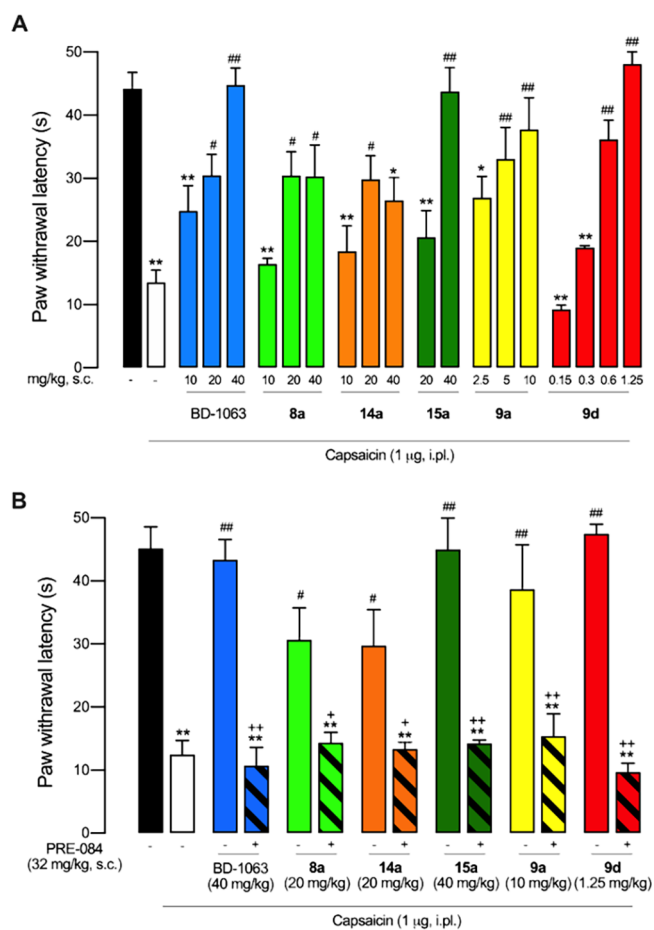 A
Paw withrawal latency (s)
50
40
30
20
10
0
** ** # ## ** # # ** # * ** ## * ## ## ** ** ## ##
mg/kg, s.c. - - 10 20 40 10 20 40 10 20 40 20 40 2.5 5 10 0.15 0.3 0.6 1.25
BD-1063 8a 14a 15a 9a 9d
Capsaicin (1 μg, i.pl.)
B
Paw withdrawal latency (s)
50
40
30
20
10
0
## # # ## ## ##
++ + + ++ ++ ++
** ** ** ** ** ** **
PRE-084 - - - + - + - + - + - + - +
(32 mg/kg, s.c.)
BD-1063 8a 14a 15a 9a 9d
(40 mg/kg) (20 mg/kg) (20 mg/kg) (40 mg/kg) (10 mg/kg) (1.25 mg/kg)
Capsaicin (1 μg, i.pl.)